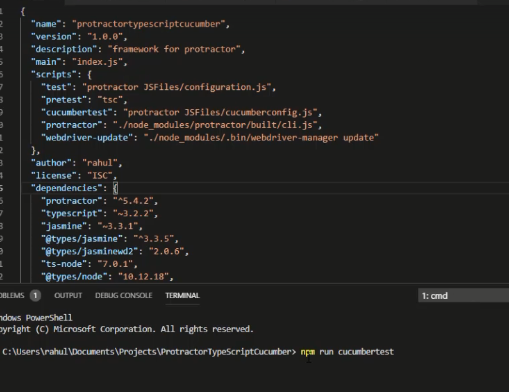 {
"name": "protractortypescriptcucumber",
"version": "1.0.0",
"description": "framework for protractor",
"main": "index.js",
"scripts": {
"test": "protractor JSFiles/configuration.js",
"pretest": "tsc",
"cucumbertest": "protractor JSFiles/cucumberconfig.js",
"protractor": "./node_modules/protractor/built/cli.js",
"webdriver-update": "./node_modules/.bin/webdriver-manager update"
},
"author": "rahul",
"license": "ISC",
"dependencies": {
"protractor": "^5.4.2",
"typescript": "~3.2.2",
"jasmine": "~3.3.1",
"@types/jasmine": "^3.3.5",
"@types/jasminewd2": "2.0.6",
"ts-node": "7.0.1",
"@types/node": "10.12.18",
OBLEMS 1 OUTPUT DEBUG CONSOLE TERMINAL 1: cmd
ndows PowerShell
pyright (C) Microsoft Corporation. All rights reserved.
C:\Users\rahul\Documents\Projects\ProtractorTypeScriptCucumber> npm run cucumbertest